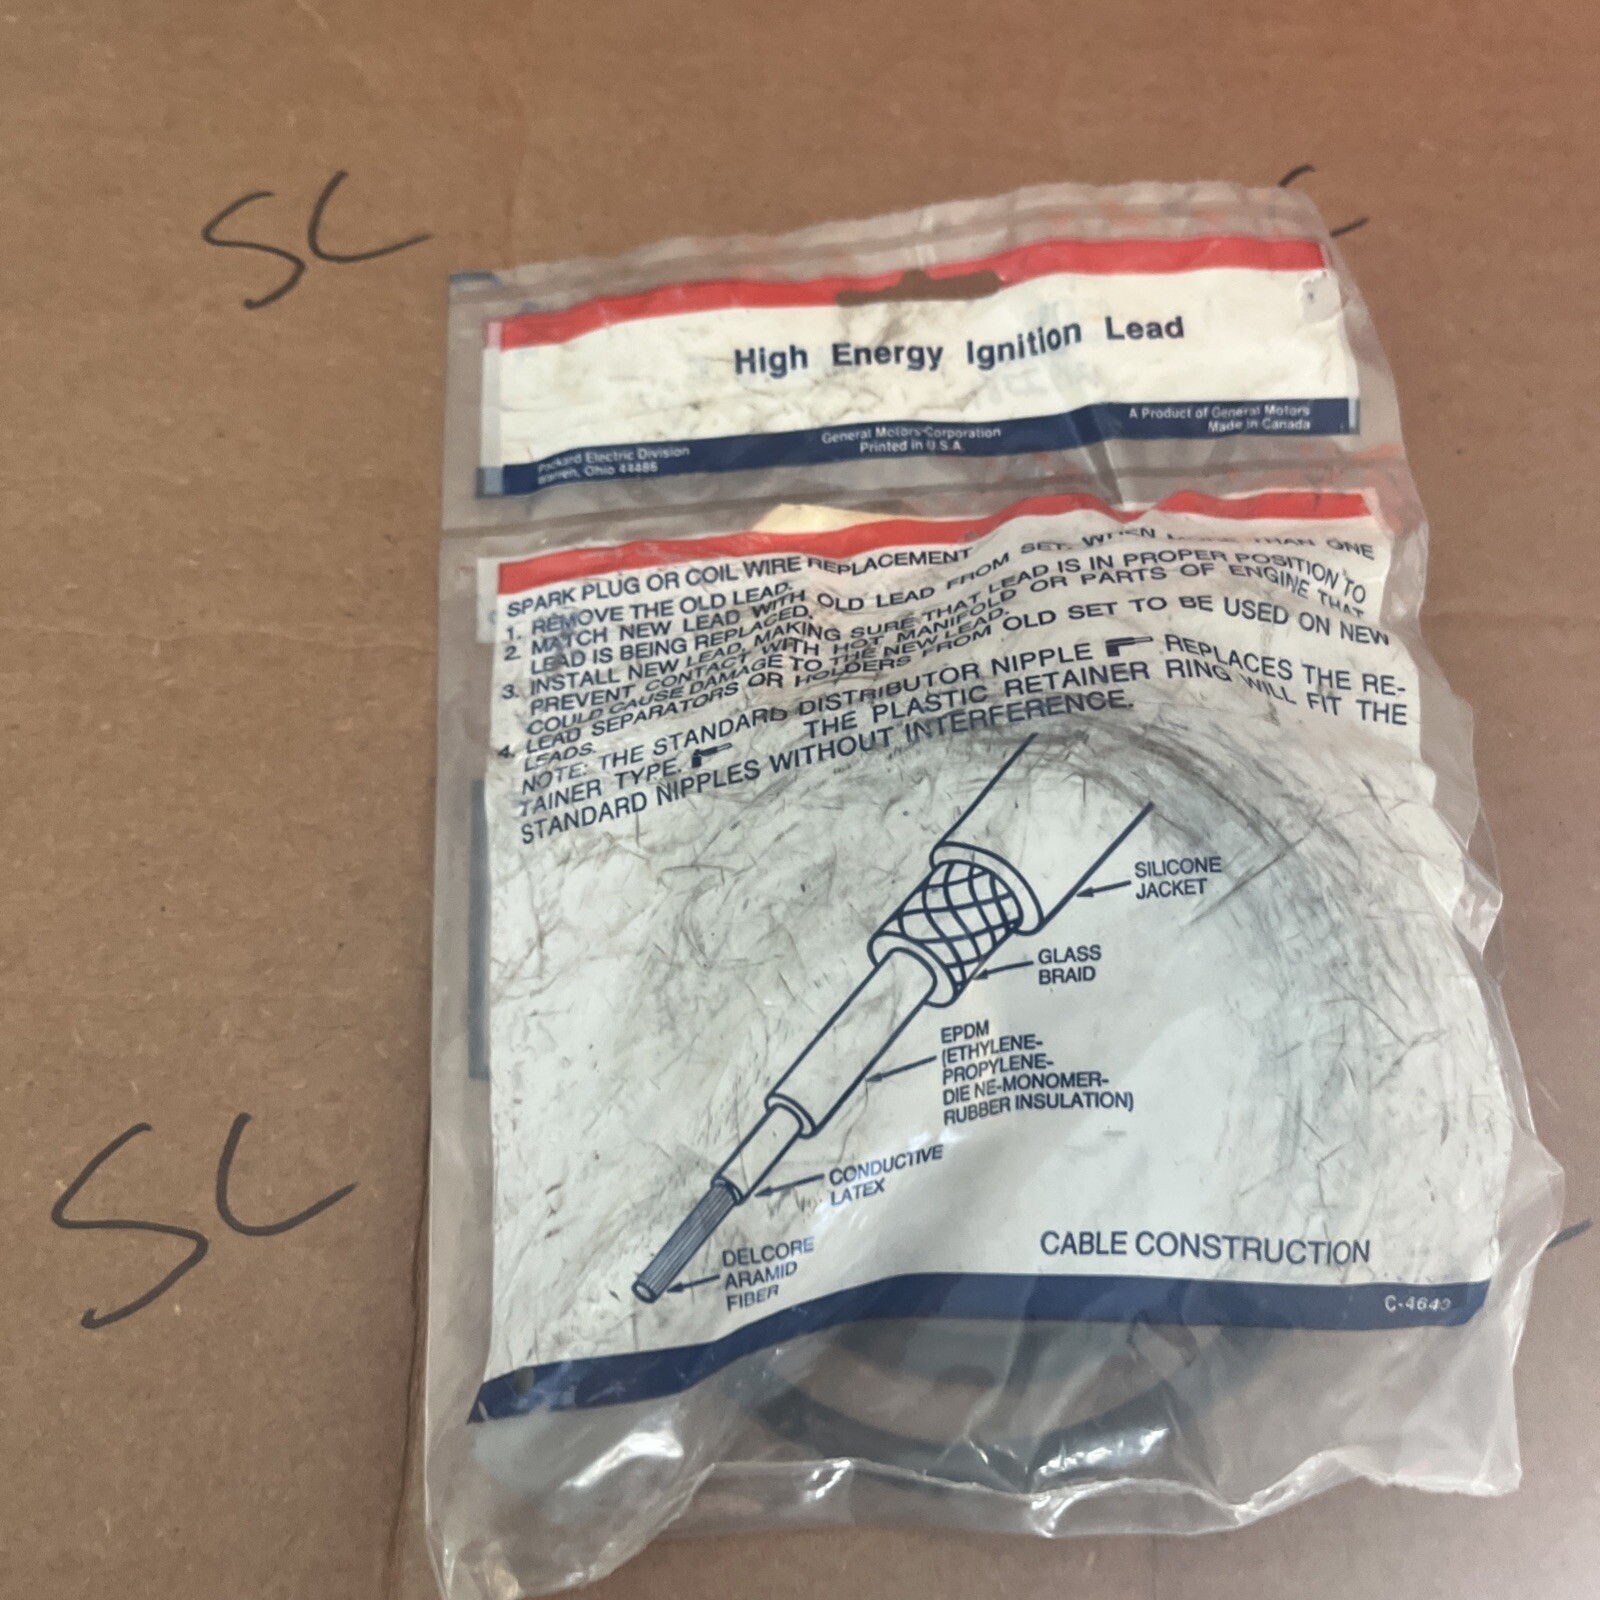 SC
High Energy Ignition Lead
Packard Electric Division
Warren, Ohio 44486
General Motors Corporation
Printed in U.S.A.
A Product of General Motors
Made in Canada
SPARK PLUG OR COIL WIRE REPLACEMENT
1. REMOVE THE OLD LEAD.
2. MATCH NEW LEAD WITH OLD LEAD FROM SET. WHEN MORE THAN ONE
LEAD IS BEING REPLACED,
3. INSTALL NEW LEAD, MAKING SURE THAT LEAD IS IN PROPER POSITION TO
PREVENT CONTACT WITH HOT MANIFOLD OR PARTS OF ENGINE THAT
COULD CAUSE DAMAGE TO THE NEW LEAD.
4. LEAD SEPARATORS OR HOLDERS FROM OLD SET TO BE USED ON NEW
LEADS.
NOTE: THE STANDARD DISTRIBUTOR NIPPLE REPLACES THE RE-
TAINER TYPE. THE PLASTIC RETAINER RING WILL FIT THE
STANDARD NIPPLES WITHOUT INTERFERENCE.
SILICONE
JACKET
GLASS
BRAID
EPDM
(ETHYLENE-
PROPYLENE-
DIE NE-MONOMER-
RUBBER INSULATION)
CONDUCTIVE
LATEX
DELCORE
ARAMID
FIBER
CABLE CONSTRUCTION
SC